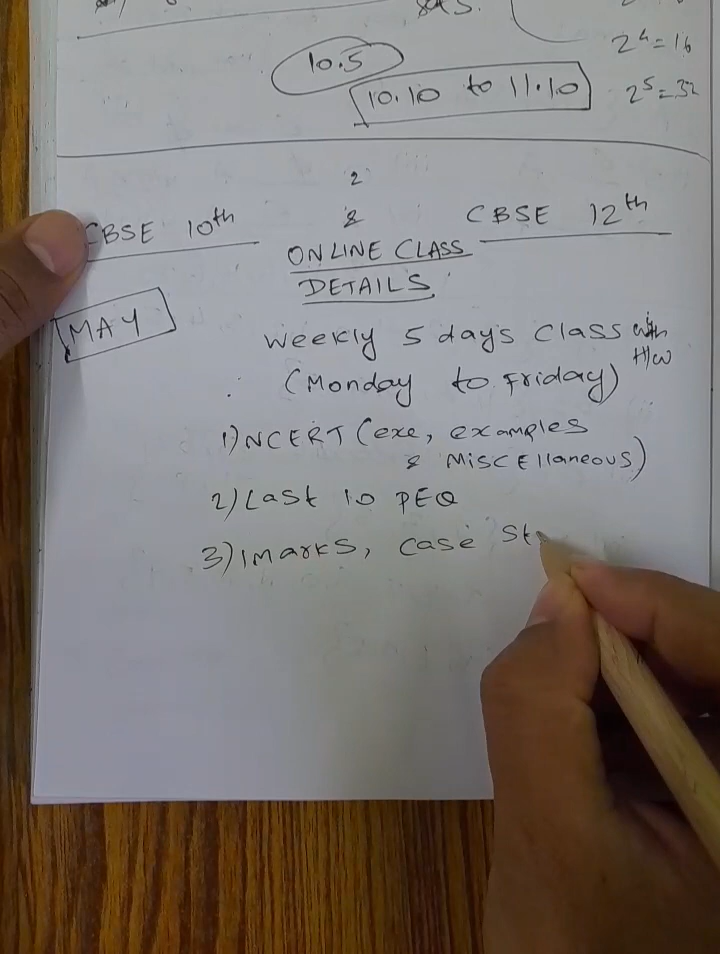 2⁴=16
10.5
10.10 to 11.10
2⁵=32
2
&
CBSE 10th
CBSE 12th
ONLINE CLASS
DETAILS
MAY
Weekly 5 days class with
H/W
(Monday to Friday)
1) NCERT (exe, examples
& Miscellaneous)
2) Last 10 PEQ
3) 1marks, case st